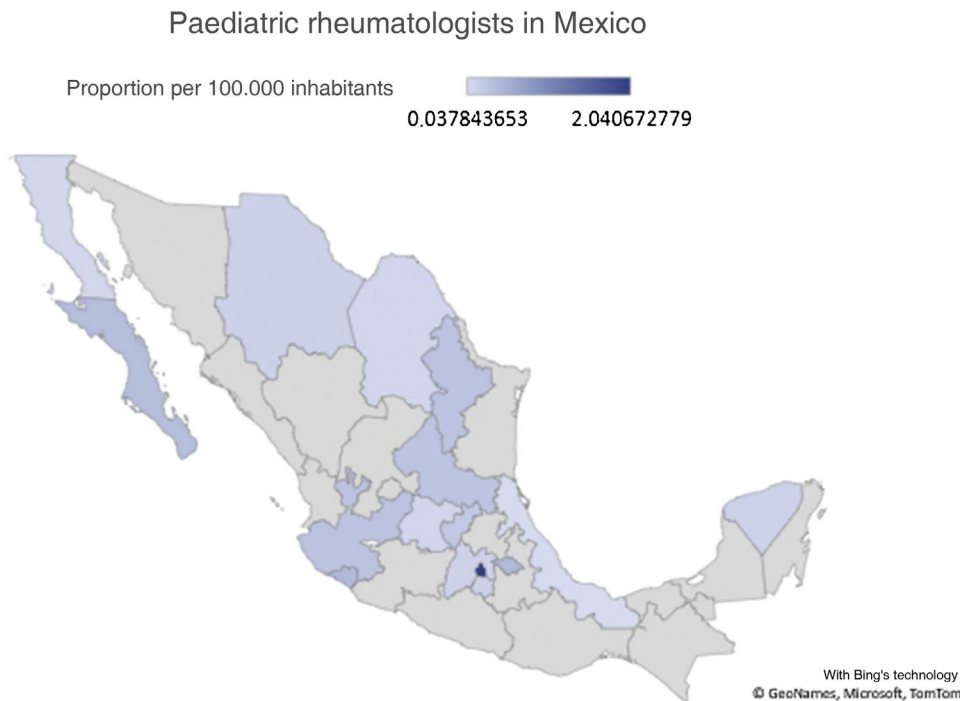 Paediatric rheumatologists in Mexico
Proportion per 100.000 inhabitants
0.037843653 2.040672779
With Bing's technology
© GeoNames, Microsoft, TomTom